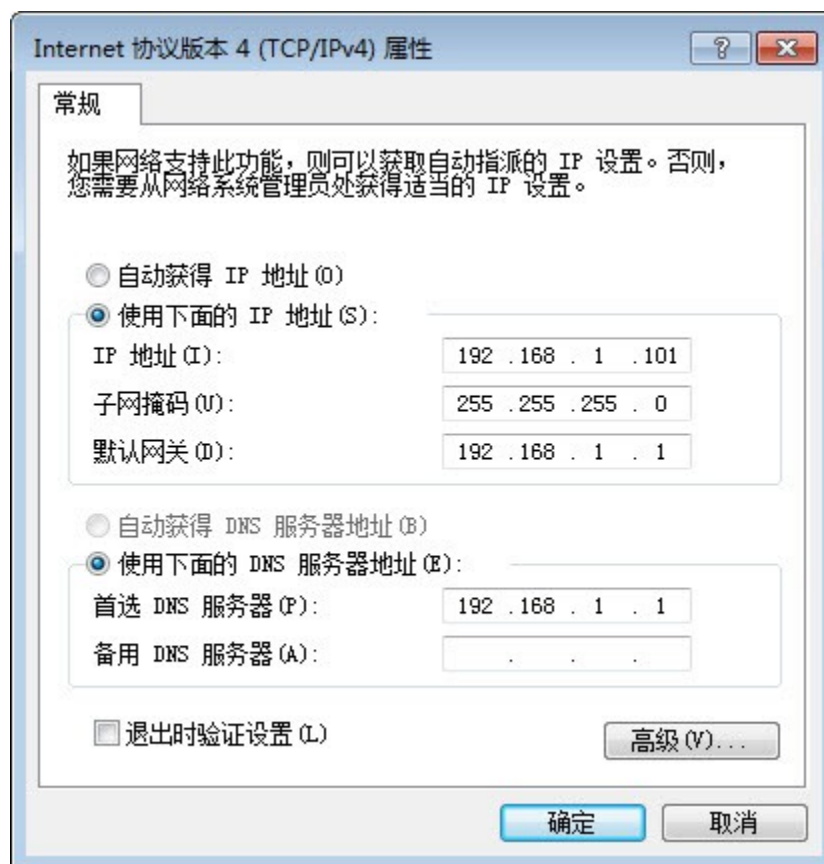 Internet 协议版本 4 (TCP/IPv4) 属性
常规
如果网络支持此功能，则可以获取自动指派的 IP 设置。否则，
您需要从网络系统管理员处获得适当的 IP 设置。
自动获得 IP 地址(O)
使用下面的 IP 地址(S):
IP 地址(I): 192 .168 . 1 .101
子网掩码(U): 255 .255 .255 . 0
默认网关(D): 192 .168 . 1 . 1
自动获得 DNS 服务器地址(B)
使用下面的 DNS 服务器地址(E):
首选 DNS 服务器(P): 192 .168 . 1 . 1
备用 DNS 服务器(A): . . .
退出时验证设置(L)
高级(V)...
确定 取消